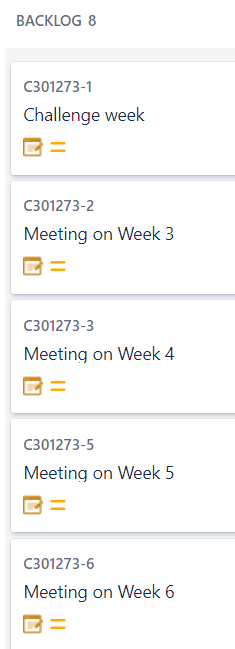 BACKLOG 8
C301273-1
Challenge week
C301273-2
Meeting on Week 3
C301273-3
Meeting on Week 4
C301273-5
Meeting on Week 5
C301273-6
Meeting on Week 6